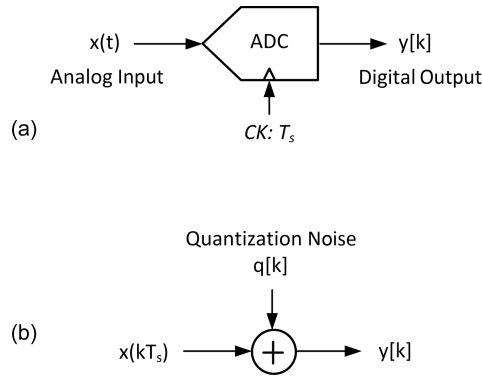 x(t)
ADC
y[k]
Analog Input
Digital Output
(a)
CK: Tₛ
Quantization Noise
q[k]
(b)
x(kTₛ)
+
y[k]